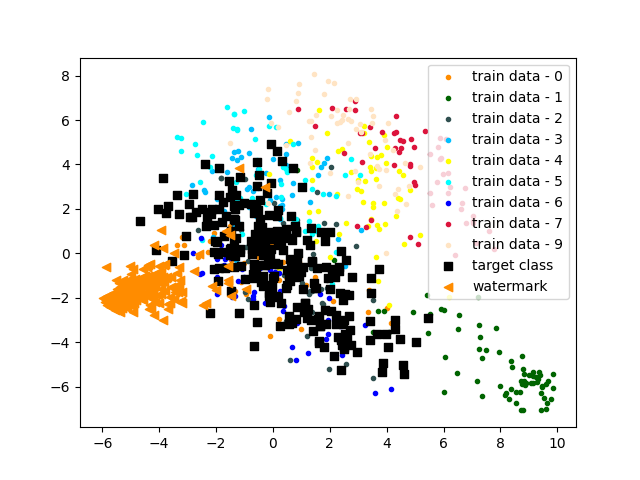 8
6
4
2
0
−2
−4
−6
−6 −4 −2 0 2 4 6 8 10
train data - 0
train data - 1
train data - 2
train data - 3
train data - 4
train data - 5
train data - 6
train data - 7
train data - 9
target class
watermark